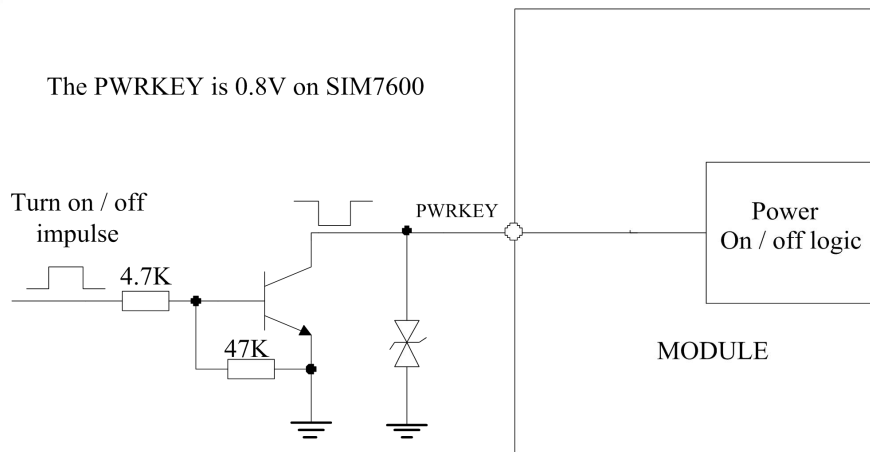 The PWRKEY is 0.8V on SIM7600
Turn on / off
impulse
4.7K
47K
PWRKEY
Power
On / off logic
MODULE